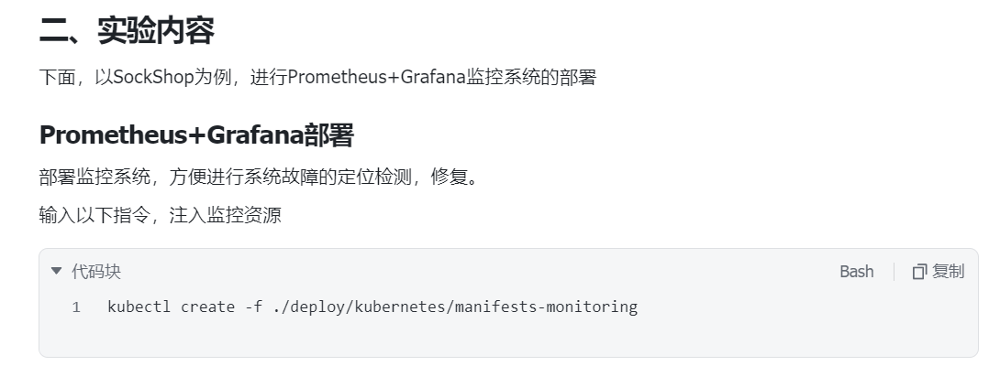 二、实验内容
下面，以SockShop为例，进行Prometheus+Grafana监控系统的部署
Prometheus+Grafana部署
部署监控系统，方便进行系统故障的定位检测，修复。
输入以下指令，注入监控资源
代码块 Bash 复制
1 kubectl create -f ./deploy/kubernetes/manifests-monitoring